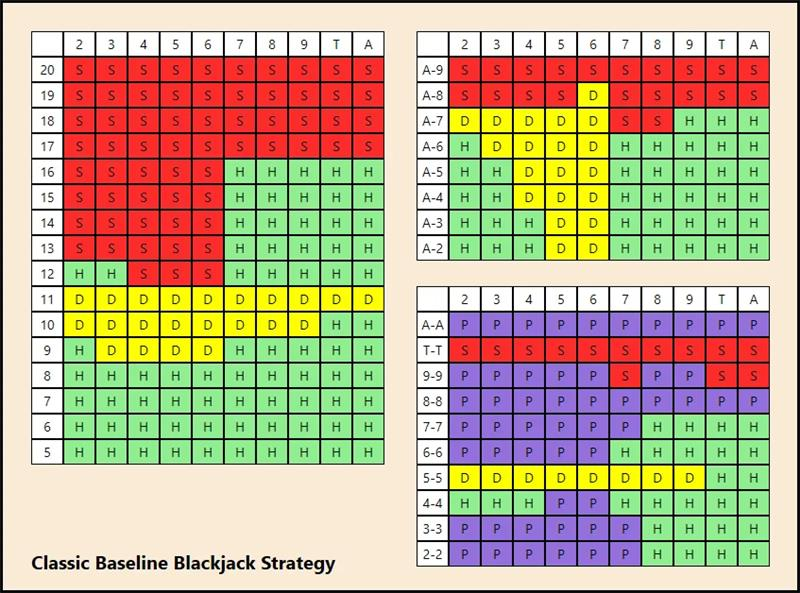 2 3 4 5 6 7 8 9 T A
20 S S S S S S S S S S
19 S S S S S S S S S S
18 S S S S S S S S S S
17 S S S S S S S S S S
16 S S S S S H H H H H
15 S S S S S H H H H H
14 S S S S S H H H H H
13 S S S S S H H H H H
12 H H S S S H H H H H
11 D D D D D D D D D D
10 D D D D D D D D H H
9 H D D D D H H H H H
8 H H H H H H H H H H
7 H H H H H H H H H H
6 H H H H H H H H H H
5 H H H H H H H H H H
2 3 4 5 6 7 8 9 T A
A-9 S S S S S S S S S S
A-8 S S S S D S S S S S
A-7 D D D D D S S H H H
A-6 H D D D D H H H H H
A-5 H H D D D H H H H H
A-4 H H D D D H H H H H
A-3 H H H D D H H H H H
A-2 H H H D D H H H H H
2 3 4 5 6 7 8 9 T A
A-A P P P P P P P P P P
T-T S S S S S S S S S S
9-9 P P P P P S P P S S
8-8 P P P P P P P P P P
7-7 P P P P P P H H H H
6-6 P P P P P H H H H H
5-5 D D D D D D D D H H
4-4 H H H P P H H H H H
3-3 P P P P P P H H H H
2-2 P P P P P P H H H H
Classic Baseline Blackjack Strategy